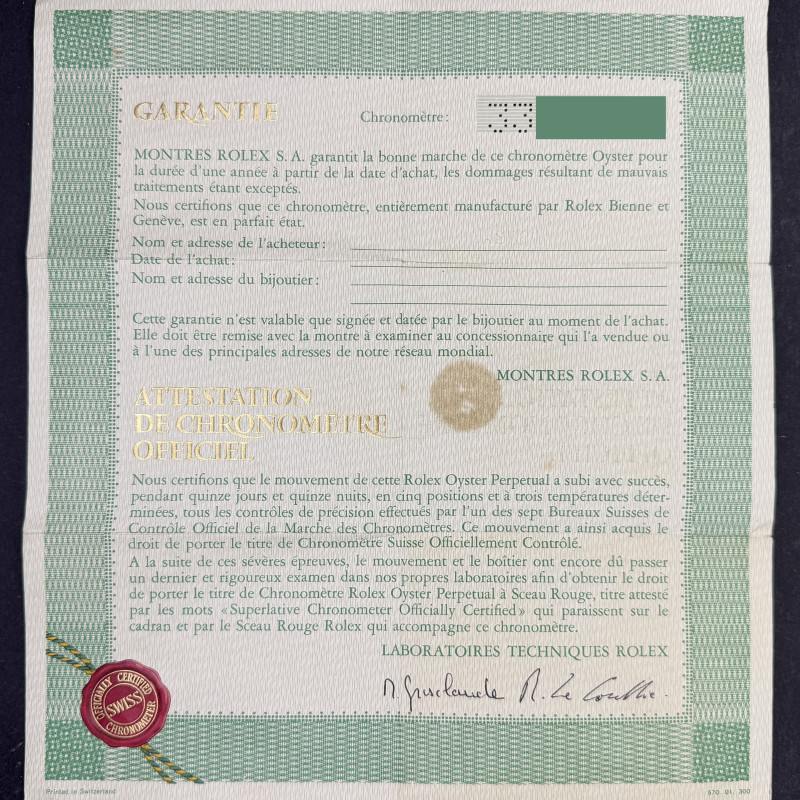 GARANTIE
Chronomètre: 33
MONTRES ROLEX S. A. garantit la bonne marche de ce chronomètre Oyster pour
la durée d'une année à partir de la date d'achat, les dommages résultant de mauvais
traitements étant exceptés.
Nous certifions que ce chronomètre, entièrement manufacturé par Rolex Bienne et
Genève, est en parfait état.
Nom et adresse de l'acheteur:
Date de l'achat:
Nom et adresse du bijoutier:
Cette garantie n'est valable que signée et datée par le bijoutier au moment de l'achat.
Elle doit être remise avec la montre à examiner au concessionnaire qui l'a vendue ou
à l'une des principales adresses de notre réseau mondial.
MONTRES ROLEX S. A.
ATTESTATION
DE CHRONOMÈTRE
OFFICIEL
Nous certifions que le mouvement de cette Rolex Oyster Perpetual a subi avec succès,
pendant quinze jours et quinze nuits, en cinq positions et à trois températures déter-
minées, tous les contrôles de précision effectués par l'un des sept Bureaux Suisses de
Contrôle Officiel de la Marche des Chronomètres. Ce mouvement a ainsi acquis le
droit de porter le titre de Chronomètre Suisse Officiellement Contrôlé.
A la suite de ces sévères épreuves, le mouvement et le boîtier ont encore dû passer
un dernier et rigoureux examen dans nos propres laboratoires afin d'obtenir le droit
de porter le titre de Chronomètre Rolex Oyster Perpetual à Sceau Rouge, titre attesté
par les mots «Superlative Chronometer Officially Certified» qui paraissent sur le
cadran et par le Sceau Rouge Rolex qui accompagne ce chronomètre.
LABORATOIRES TECHNIQUES ROLEX
OFFICIALLY CERTIFIED
SWISS
CHRONOMETER
Printed in Switzerland
570. 01. 300